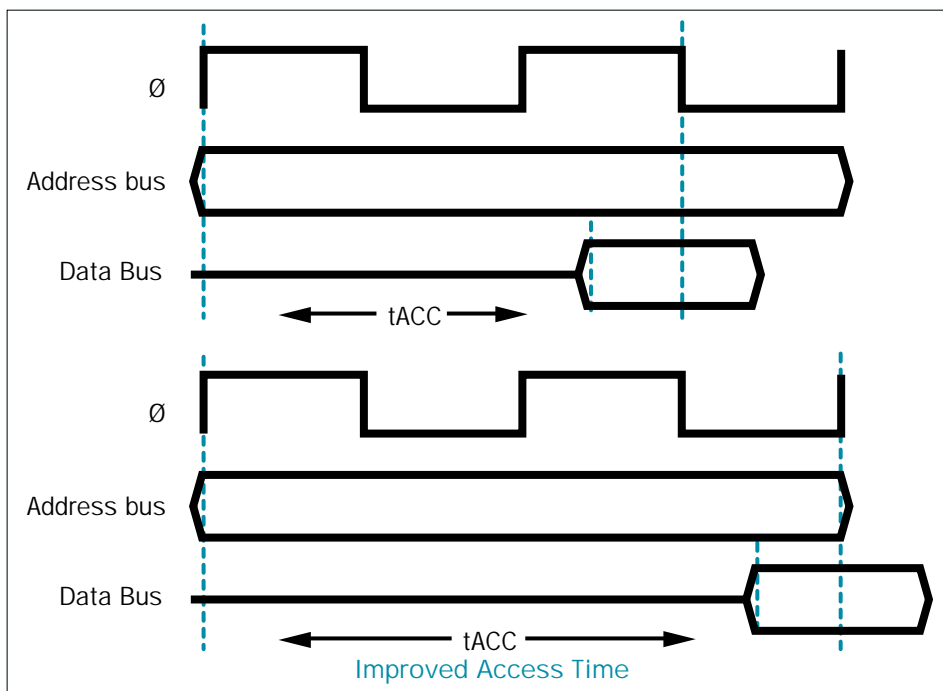 Ø
Address bus
Data Bus
tACC
Ø
Address bus
Data Bus
tACC
Improved Access Time